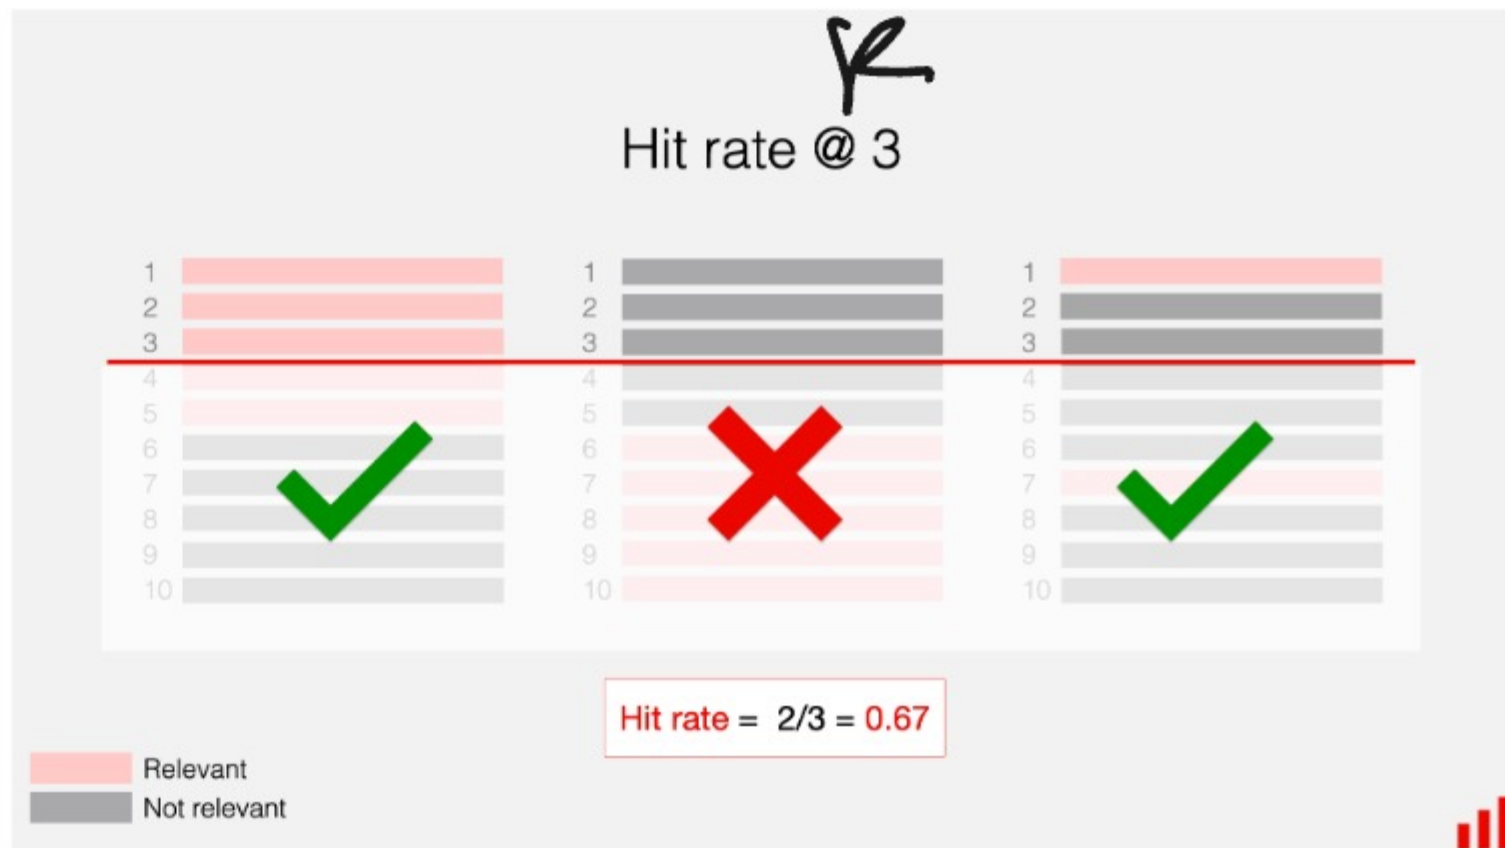 K
Hit rate @ 3
1 1 1
2 2 2
3 3 3
4 4 4
5 5 5
6 6 6
7 7 7
8 8 8
9 9 9
10 10 10
Hit rate = 2/3 = 0.67
Relevant
Not relevant